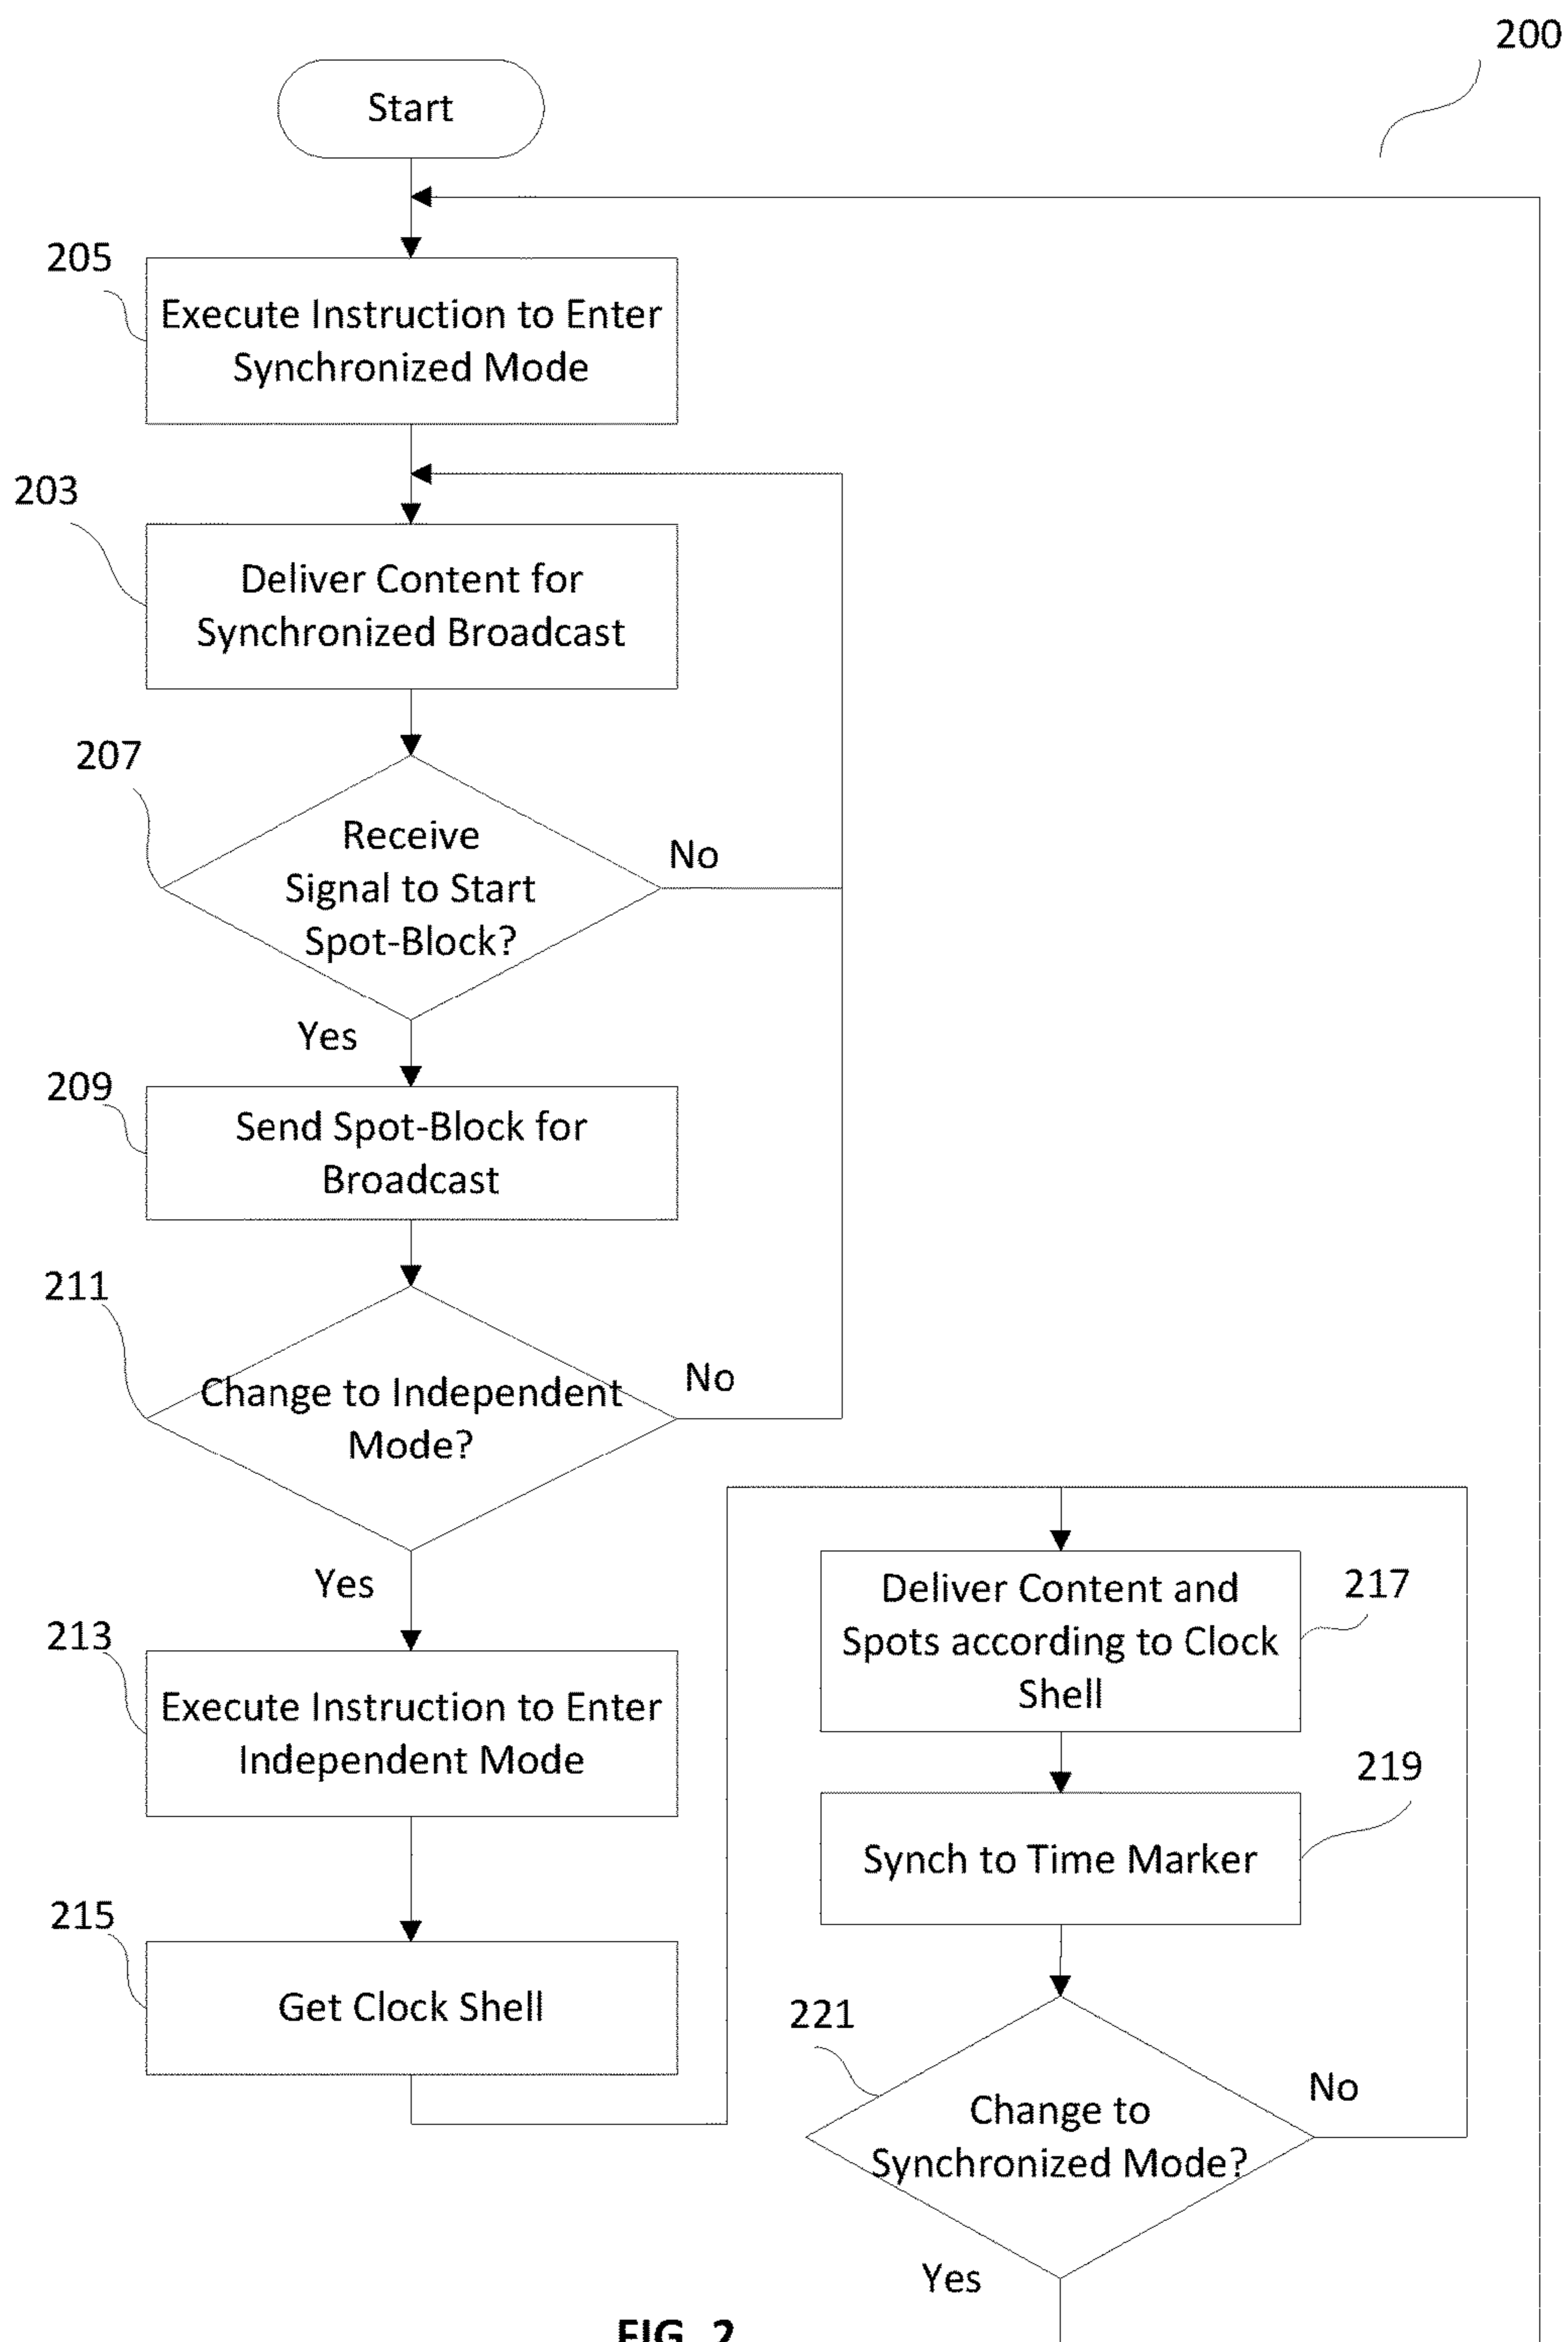 200
Start
205
Execute Instruction to Enter
Synchronized Mode
203
Deliver Content for
Synchronized Broadcast
207
Receive
Signal to Start
Spot-Block?
No
Yes
209
Send Spot-Block for
Broadcast
211
Change to Independent
Mode?
No
Yes
213
Execute Instruction to Enter
Independent Mode
215
Get Clock Shell
Deliver Content and
Spots according to Clock
Shell
217
219
Synch to Time Marker
221
Change to
Synchronized Mode?
No
Yes
FIG. 2